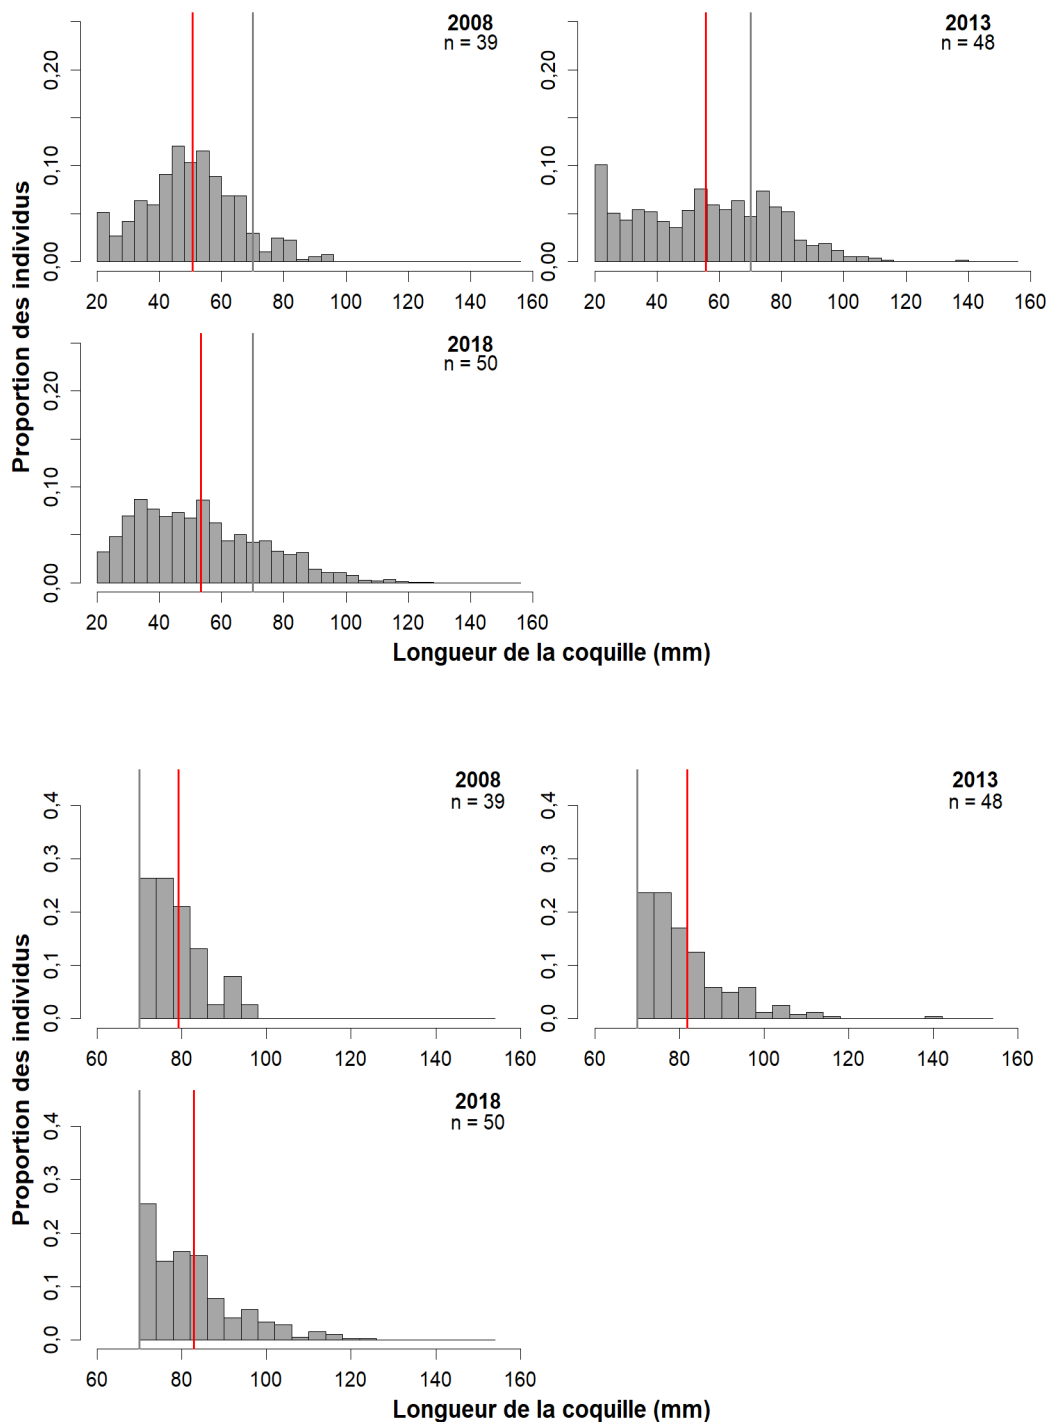 2008
n = 39
0,00 0,10 0,20
20 40 60 80 100 120 140 160
2013
n = 48
0,00 0,10 0,20
20 40 60 80 100 120 140 160
2018
n = 50
0,00 0,10 0,20
20 40 60 80 100 120 140 160
Proportion des individus
Longueur de la coquille (mm)
2008
n = 39
0,0 0,1 0,2 0,3 0,4
60 80 100 120 140 160
2013
n = 48
0,0 0,1 0,2 0,3 0,4
60 80 100 120 140 160
2018
n = 50
0,0 0,1 0,2 0,3 0,4
60 80 100 120 140 160
Proportion des individus
Longueur de la coquille (mm)